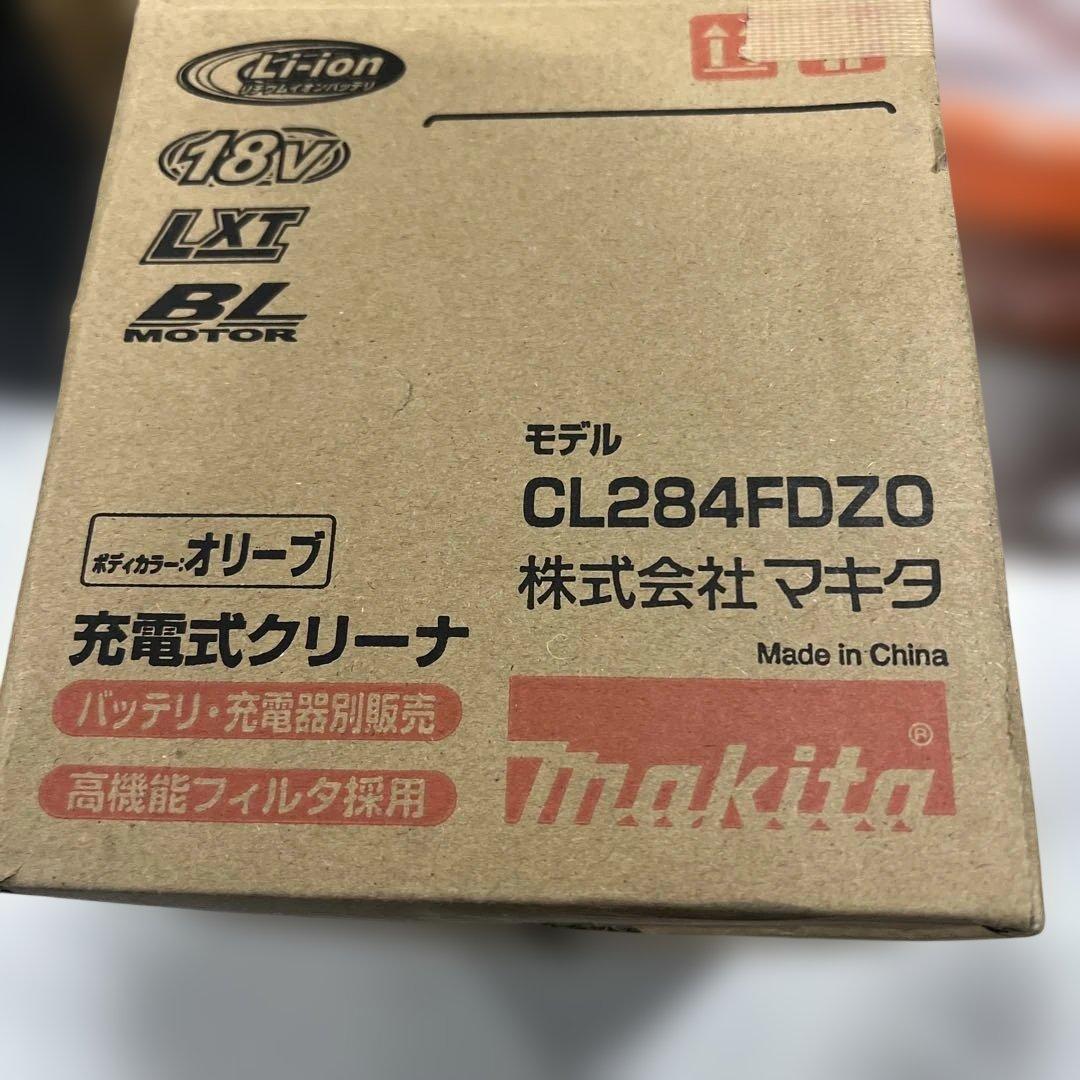 Li-ion
リチウムイオンバッテリ
18V
LXT
BL
MOTOR
モデル
CL284FDZO
株式会社マキタ
Made in China
ボディカラー:オリーブ
充電式クリーナ
バッテリ・充電器別販売
高機能フィルタ採用
makita®